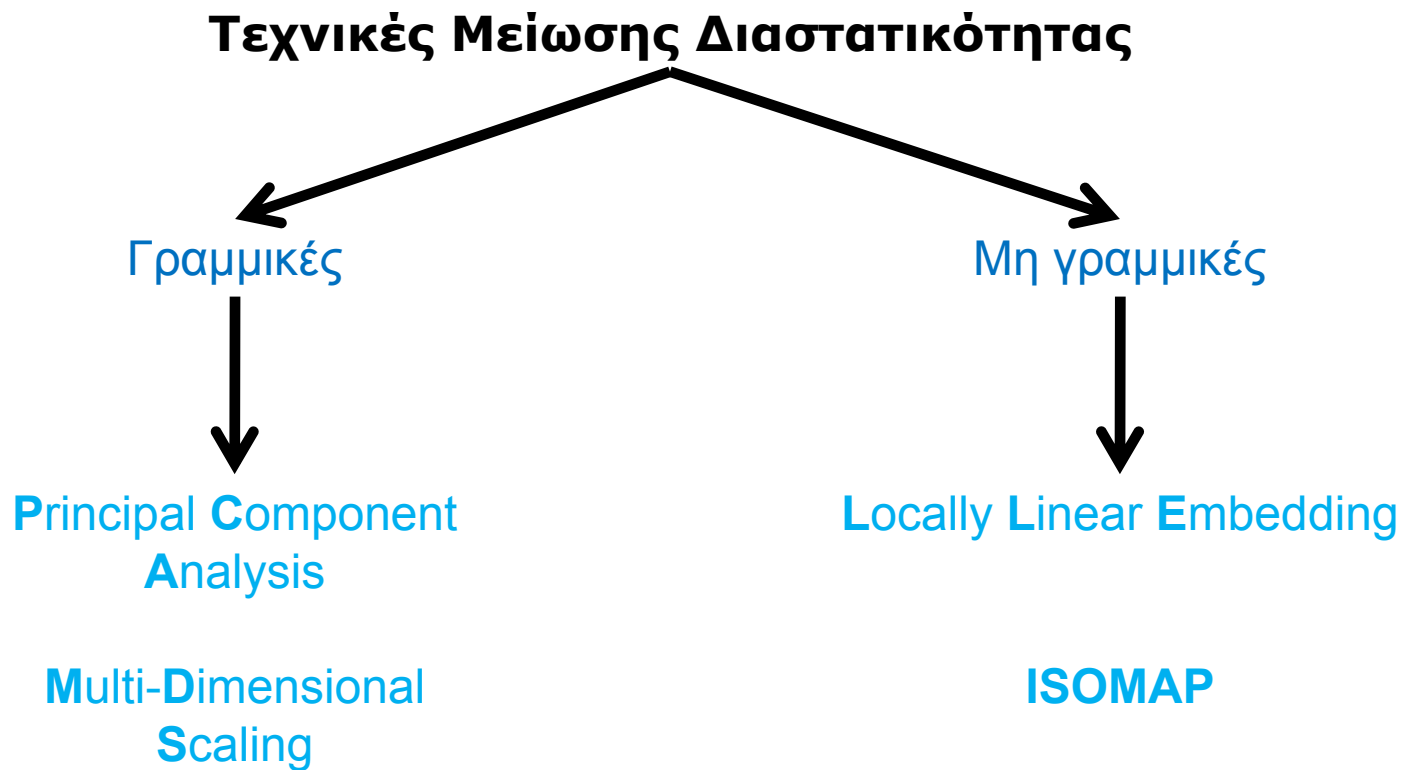 Τεχνικές Μείωσης Διαστατικότητας
Γραμμικές
Μη γραμμικές
Principal Component
Analysis
Locally Linear Embedding
Multi-Dimensional
Scaling
ISOMAP